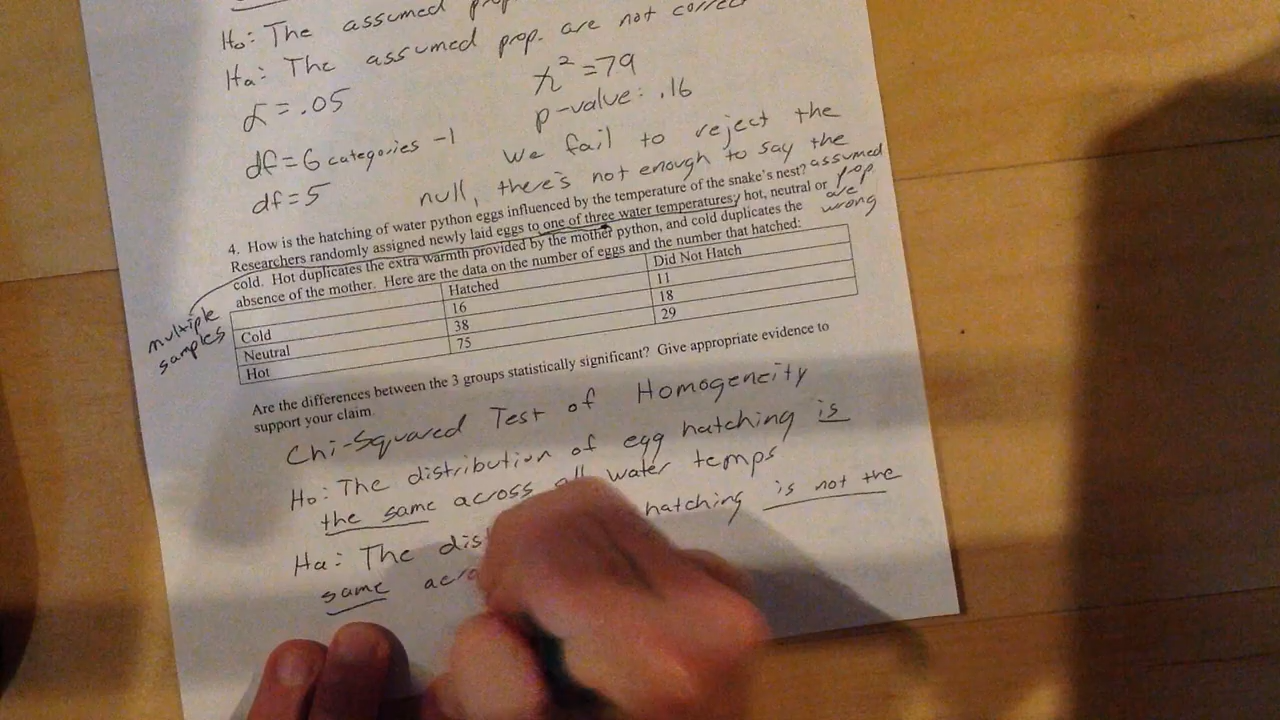 Ho: The assumed
Ha: The assumed prop. are not correct
α = .05
χ² = 79
p-value: .16
df = 6 categories -1
df = 5
We fail to reject the
null, there's not enough to say the
assumed
prop.
are
wrong
4. How is the hatching of water python eggs influenced by the temperature of the snake's nest?
Researchers randomly assigned newly laid eggs to one of three water temperatures; hot, neutral or
cold. Hot duplicates the extra warmth provided by the mother python, and cold duplicates the
absence of the mother. Here are the data on the number of eggs and the number that hatched:
multiple
samples
Hatched Did Not Hatch
Cold 16 11
Neutral 38 18
Hot 75 29
Are the differences between the 3 groups statistically significant? Give appropriate evidence to
support your claim.
Chi-Squared Test of Homogeneity
Ho: The distribution of egg hatching is
the same across all water temps
Ha: The dist hatching is not the
same acro